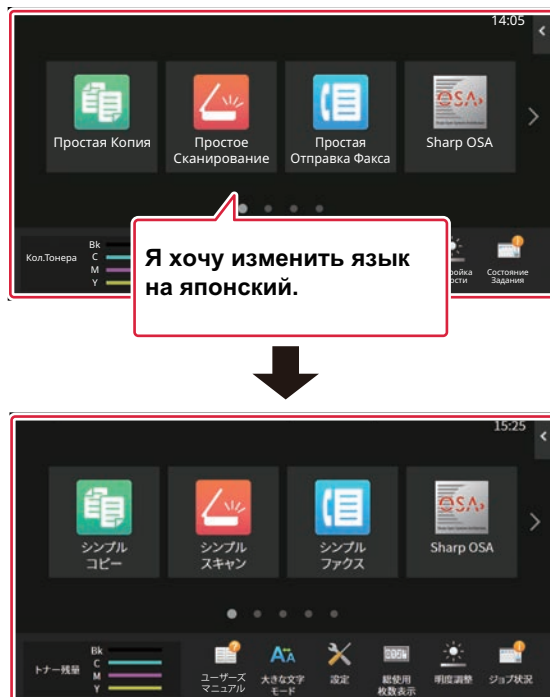 14:05
Простая Копия
Простое
Сканирование
Простая
Отправка Факса
Sharp OSA
OSA
Кол.Тонера
Bk
C
M
Y
Состояние
Задания
Я хочу изменить язык
на японский.
15:25
シンプル
コピー
シンプル
スキャン
シンプル
ファクス
Sharp OSA
OSA
トナー残量
Bk
C
M
Y
ユーザーズ
マニュアル
大きな文字
モード
設定
総使用
枚数表示
明度調整
ジョブ状況